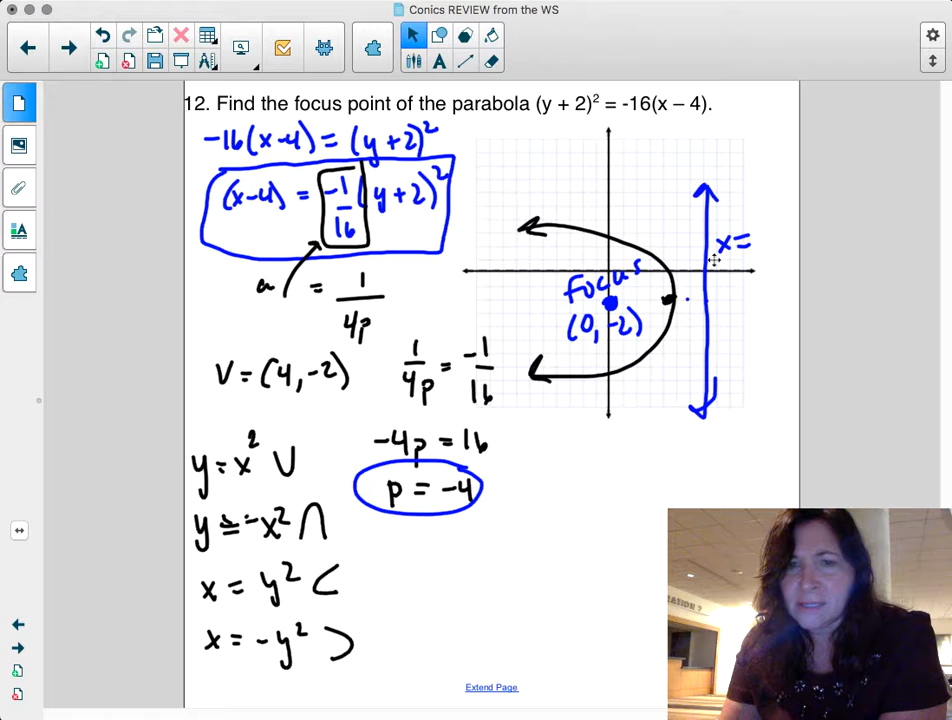 Conics REVIEW from the WS
12. Find the focus point of the parabola (y + 2)² = -16(x – 4).
-16(x-4) = (y+2)²
(x-4) = -1/16 (y+2)²
a = 1/4p
V = (4, -2)
1/4p = -1/16
-4p = 16
p = -4
y = x² ∪
y = -x² ∩
x = y² ⊂
x = -y² ⊃
focus
(0, -2)
x =
Extend Page